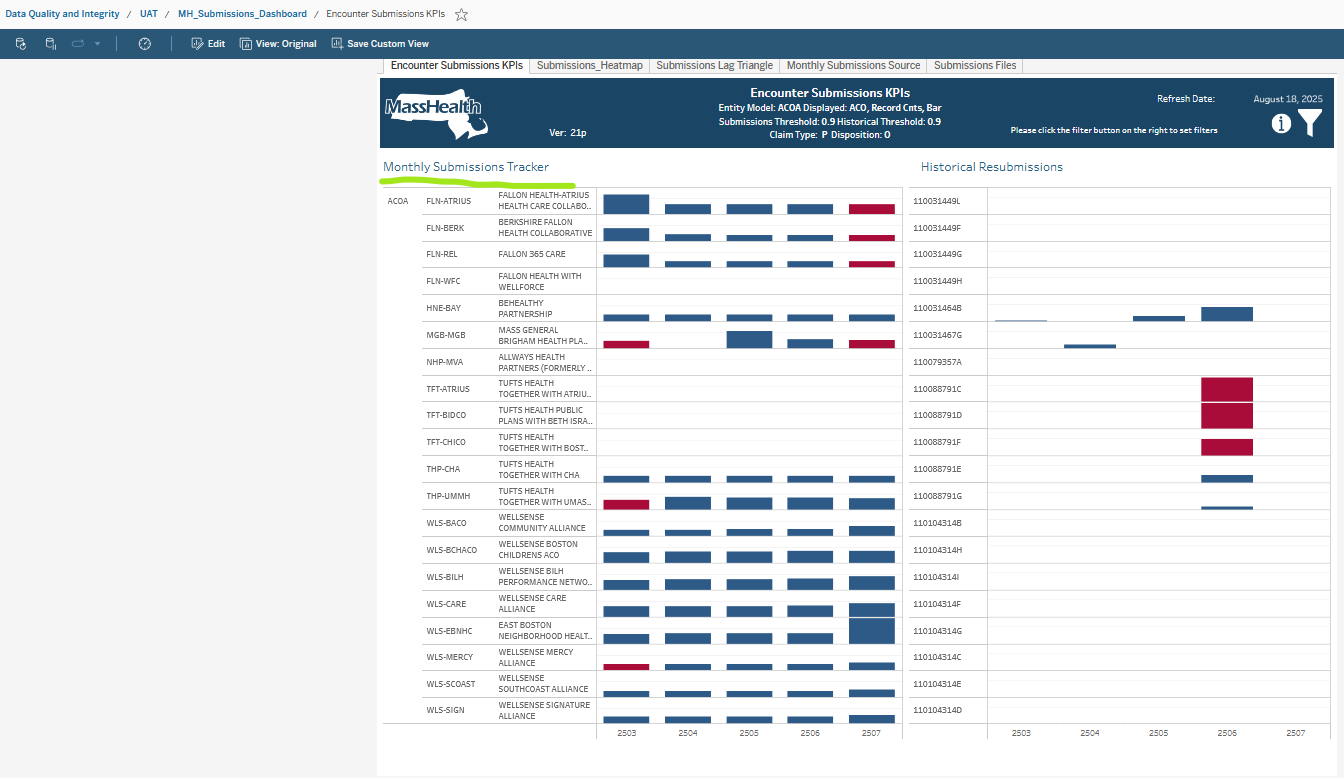 Data Quality and Integrity / UAT / MH_Submissions_Dashboard / Encounter Submissions KPIs
Edit View: Original Save Custom View
Encounter Submissions KPIs Submissions_Heatmap Submissions Lag Triangle Monthly Submissions Source Submissions Files
MassHealth
Ver: 21p
Encounter Submissions KPIs
Entity Model: ACOA Displayed: ACO, Record Cnts, Bar
Submissions Threshold: 0.9 Historical Threshold: 0.9
Claim Type: P Disposition: O
Refresh Date: August 18, 2025
Please click the filter button on the right to set filters
Monthly Submissions Tracker
ACOA
FLN-ATRIUS FALLON HEALTH-ATRIUS
HEALTH CARE COLLABO..
FLN-BERK BERKSHIRE FALLON
HEALTH COLLABORATIVE
FLN-REL FALLON 365 CARE
FLN-WFC FALLON HEALTH WITH
WELLFORCE
HNE-BAY BEHEALTHY
PARTNERSHIP
MGB-MGB MASS GENERAL
BRIGHAM HEALTH PLA..
NHP-MVA ALLWAYS HEALTH
PARTNERS (FORMERLY ..
TFT-ATRIUS TUFTS HEALTH
TOGETHER WITH ATRIU..
TFT-BIDCO TUFTS HEALTH PUBLIC
PLANS WITH BETH ISRA..
TFT-CHICO TUFTS HEALTH
TOGETHER WITH BOST..
THP-CHA TUFTS HEALTH
TOGETHER WITH CHA
THP-UMMH TUFTS HEALTH
TOGETHER WITH UMAS..
WLS-BACO WELLSENSE
COMMUNITY ALLIANCE
WLS-BCHACO WELLSENSE BOSTON
CHILDRENS ACO
WLS-BILH WELLSENSE BILH
PERFORMANCE NETWO..
WLS-CARE WELLSENSE CARE
ALLIANCE
WLS-EBNHC EAST BOSTON
NEIGHBORHOOD HEALT..
WLS-MERCY WELLSENSE MERCY
ALLIANCE
WLS-SCOAST WELLSENSE
SOUTHCOAST ALLIANCE
WLS-SIGN WELLSENSE SIGNATURE
ALLIANCE
2503 2504 2505 2506 2507
Historical Resubmissions
110031449L
110031449F
110031449G
110031449H
110031464B
110031467G
110079357A
110088791C
110088791D
110088791F
110088791E
110088791G
110104314B
110104314H
110104314I
110104314F
110104314G
110104314C
110104314E
110104314D
2503 2504 2505 2506 2507